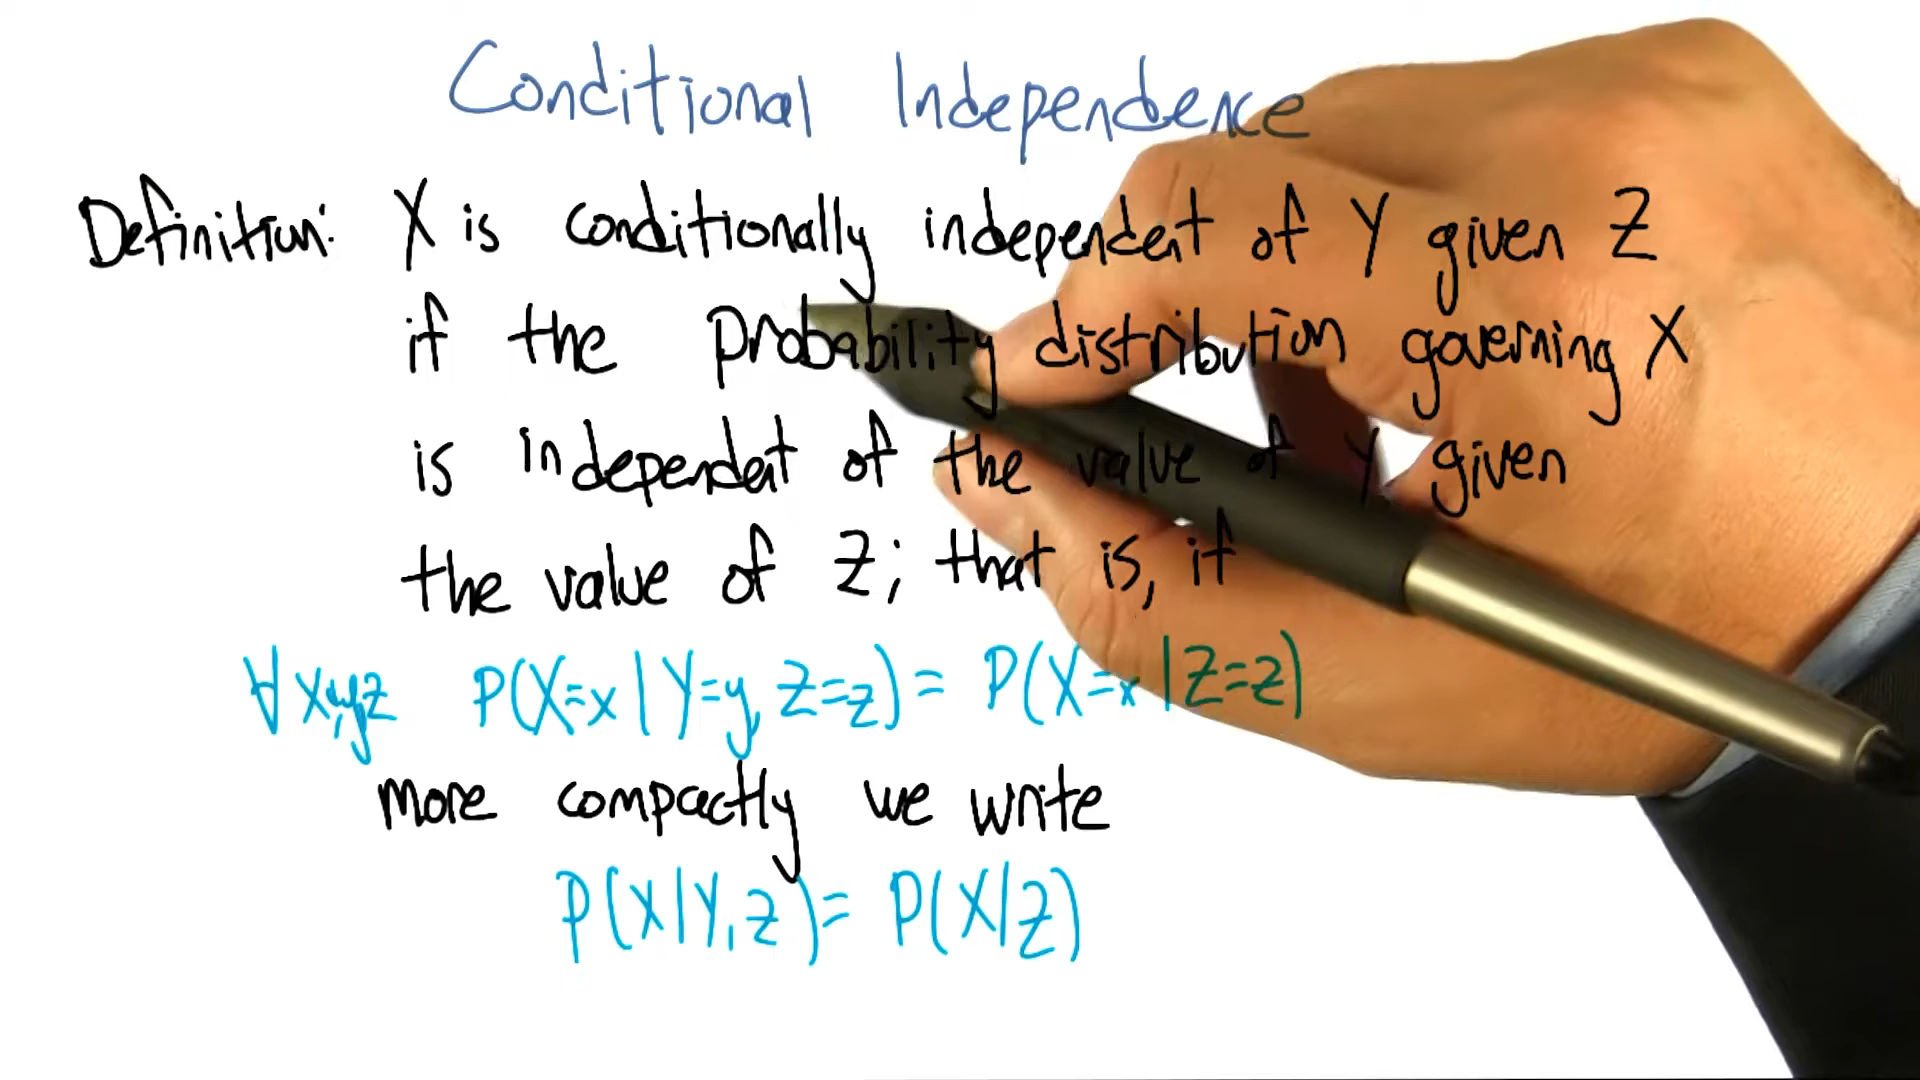 Conditional Independence
Definition: X is conditionally independent of Y given Z
if the probability distribution governing X
is independent of the value of Y given
the value of Z; that is, if
∀x,y,z P(X=x|Y=y, Z=z) = P(X=x|Z=z)
more compactly we write
P(X|Y,Z) = P(X|Z)